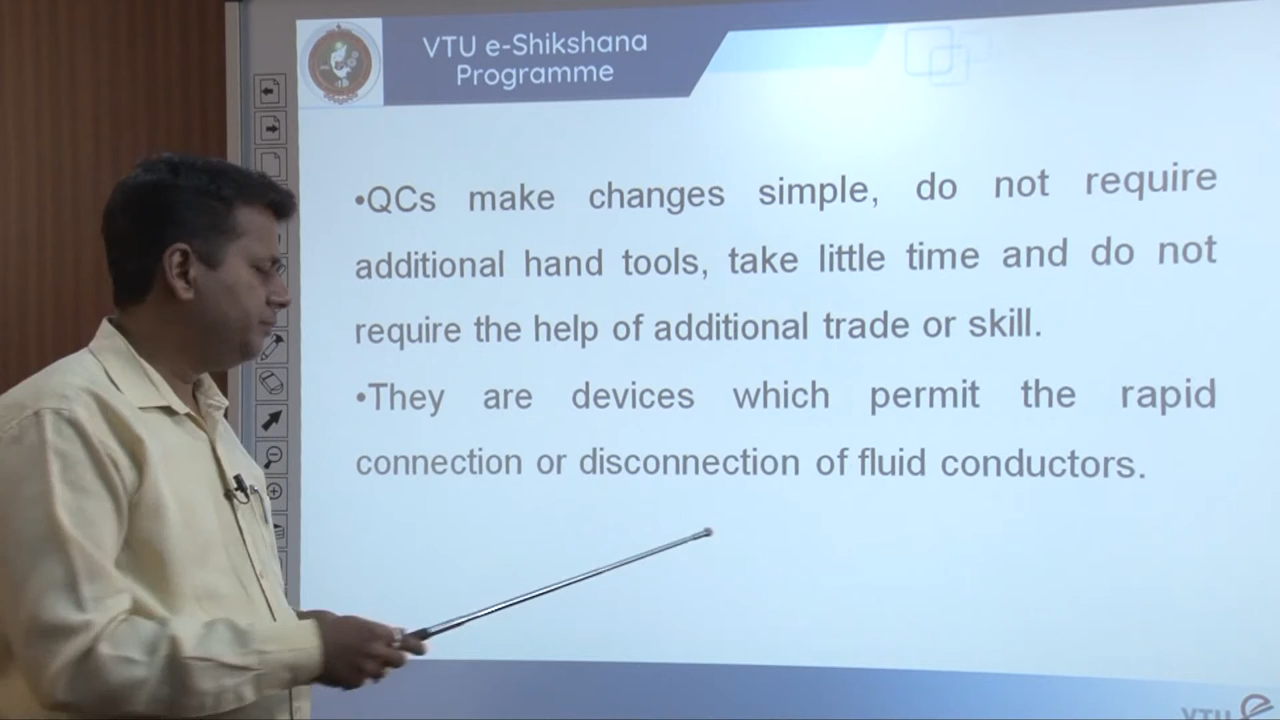 VTU e-Shikshana
Programme
•QCs make changes simple, do not require
additional hand tools, take little time and do not
require the help of additional trade or skill.
•They are devices which permit the rapid
connection or disconnection of fluid conductors.
VTU e